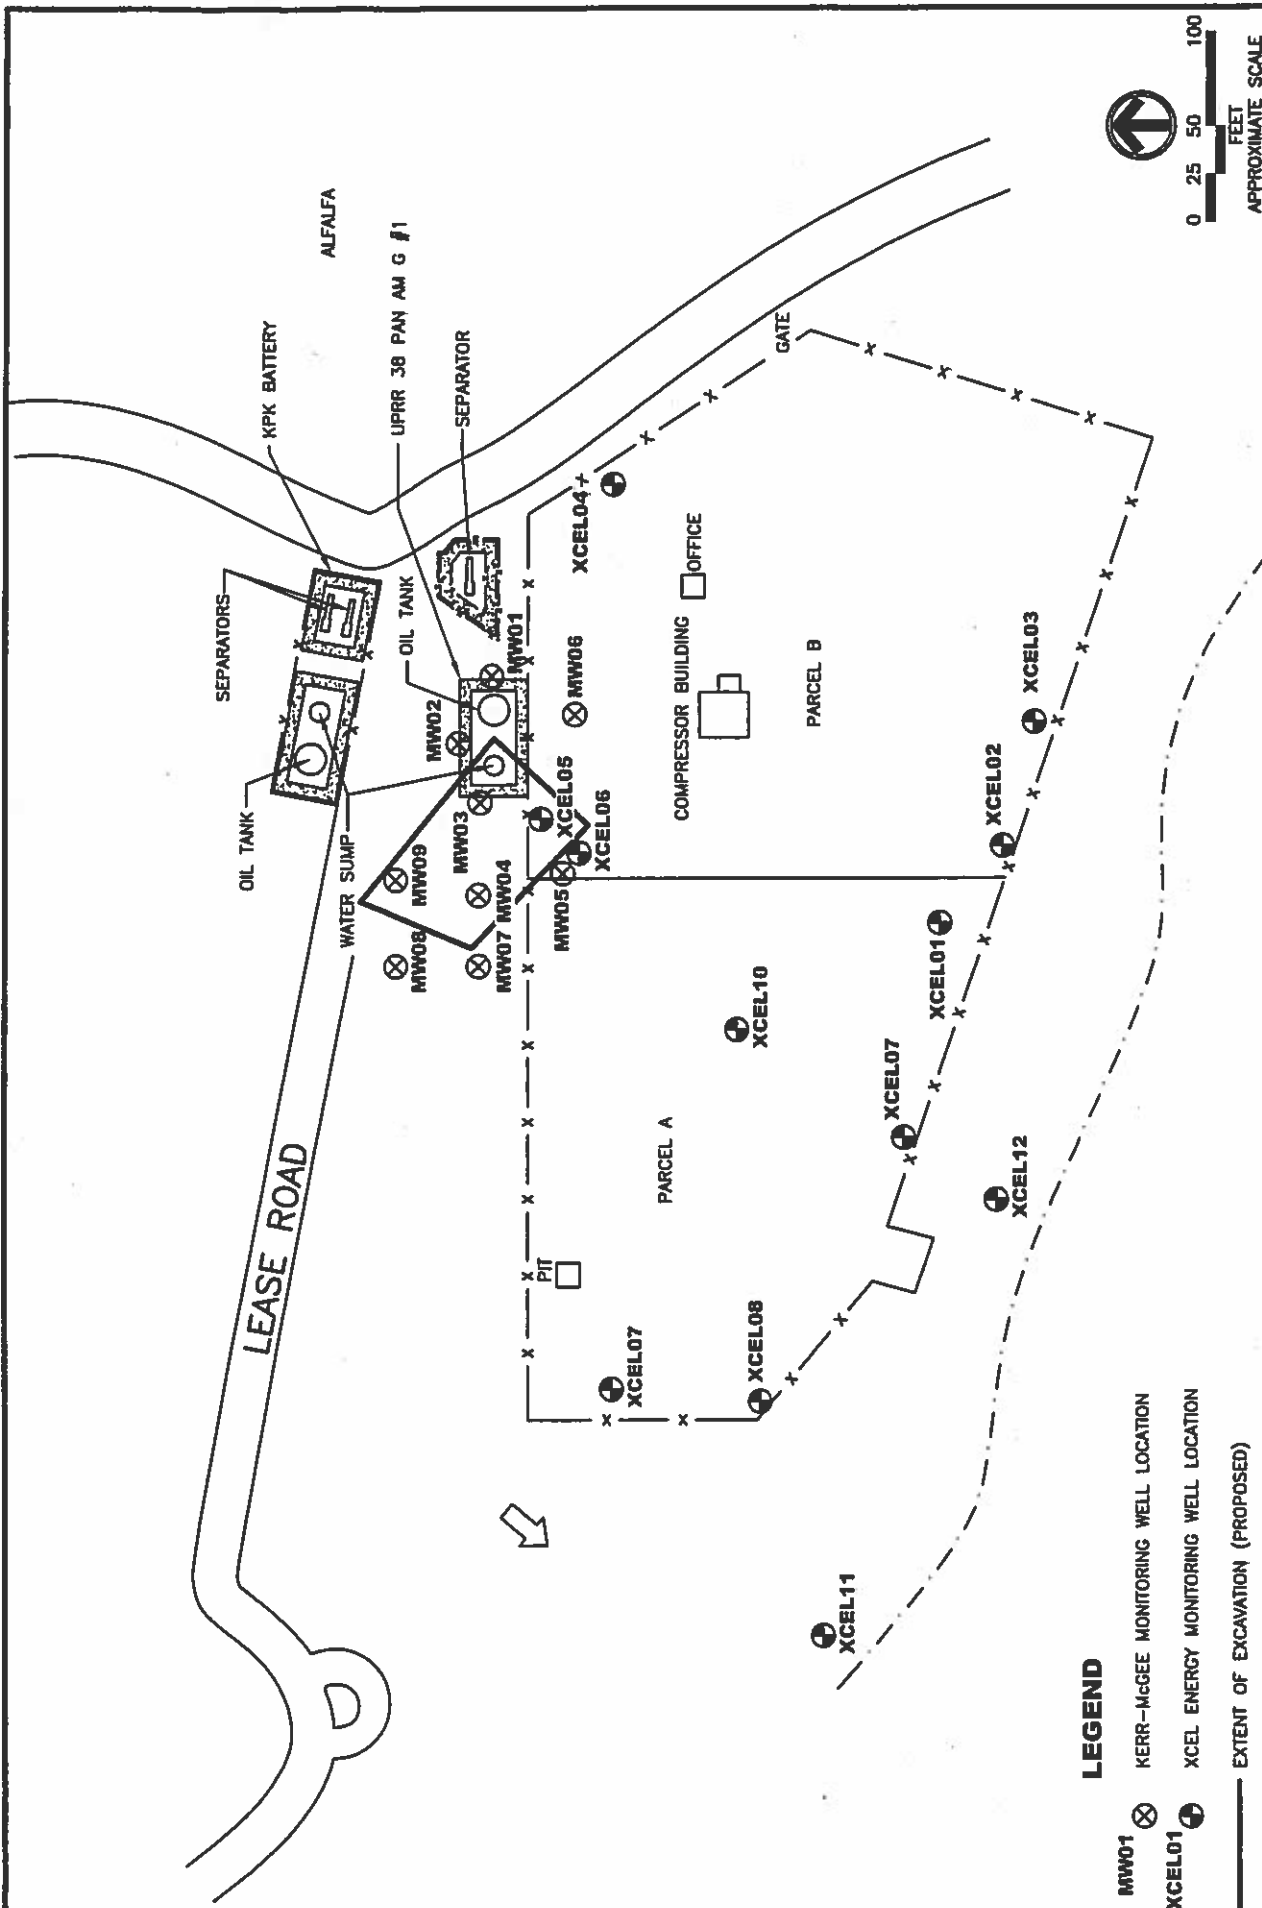 LEASE ROAD
ALFALFA
KPK BATTERY
UPRR 38 PAN AM G #1
SEPARATOR
SEPARATORS
OIL TANK
OIL TANK
WATER SUMP
MW01
MW02
MW03
MW09
MW08
MW04
MW07
MW05
MW06
XCEL05
XCEL06
XCEL04
GATE
OFFICE
COMPRESSOR BUILDING
PARCEL B
PARCEL A
PIT
XCEL03
XCEL02
XCEL01
XCEL10
XCEL07
XCEL12
XCEL07
XCEL08
XCEL11
LEGEND
MW01 KERR-McGEE MONITORING WELL LOCATION
XCEL01 XCEL ENERGY MONITORING WELL LOCATION
EXTENT OF EXCAVATION (PROPOSED)
0 25 50 100
FEET
APPROXIMATE SCALE